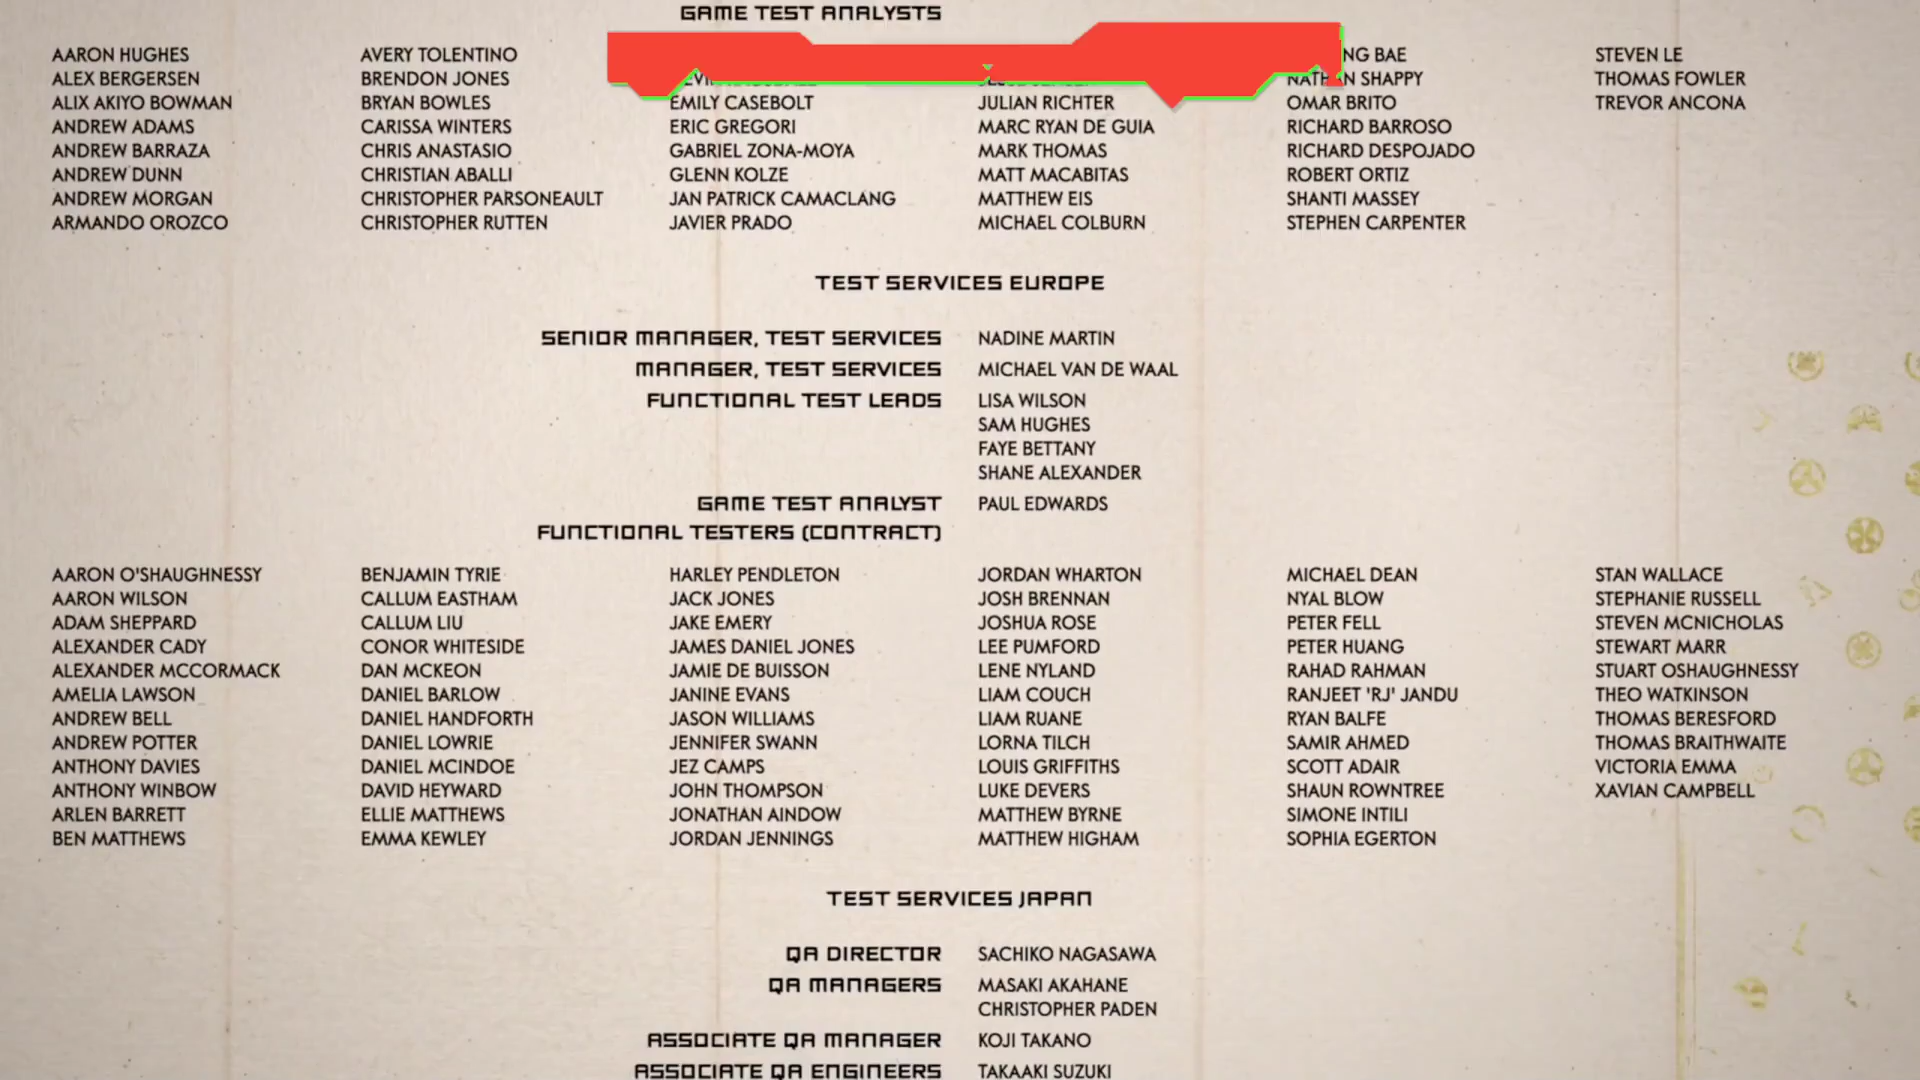 GAME TEST ANALYSTS
AARON HUGHES
ALEX BERGERSEN
ALIX AKIYO BOWMAN
ANDREW ADAMS
ANDREW BARRAZA
ANDREW DUNN
ANDREW MORGAN
ARMANDO OROZCO
AVERY TOLENTINO
BRENDON JONES
BRYAN BOWLES
CARISSA WINTERS
CHRIS ANASTASIO
CHRISTIAN ABALLI
CHRISTOPHER PARSONEAULT
CHRISTOPHER RUTTEN
EMILY CASEBOLT
ERIC GREGORI
GABRIEL ZONA-MOYA
GLENN KOLZE
JAN PATRICK CAMACLANG
JAVIER PRADO
JULIAN RICHTER
MARC RYAN DE GUIA
MARK THOMAS
MATT MACABITAS
MATTHEW EIS
MICHAEL COLBURN
BAE
NATHAN SHAPPY
OMAR BRITO
RICHARD BARROSO
RICHARD DESPOJADO
ROBERT ORTIZ
SHANTI MASSEY
STEPHEN CARPENTER
STEVEN LE
THOMAS FOWLER
TREVOR ANCONA
TEST SERVICES EUROPE
SENIOR MANAGER, TEST SERVICES NADINE MARTIN
MANAGER, TEST SERVICES MICHAEL VAN DE WAAL
FUNCTIONAL TEST LEADS LISA WILSON
SAM HUGHES
FAYE BETTANY
SHANE ALEXANDER
GAME TEST ANALYST PAUL EDWARDS
FUNCTIONAL TESTERS (CONTRACT)
AARON O'SHAUGHNESSY
AARON WILSON
ADAM SHEPPARD
ALEXANDER CADY
ALEXANDER MCCORMACK
AMELIA LAWSON
ANDREW BELL
ANDREW POTTER
ANTHONY DAVIES
ANTHONY WINBOW
ARLEN BARRETT
BEN MATTHEWS
BENJAMIN TYRIE
CALLUM EASTHAM
CALLUM LIU
CONOR WHITESIDE
DAN MCKEON
DANIEL BARLOW
DANIEL HANDFORTH
DANIEL LOWRIE
DANIEL MCINDOE
DAVID HEYWARD
ELLIE MATTHEWS
EMMA KEWLEY
HARLEY PENDLETON
JACK JONES
JAKE EMERY
JAMES DANIEL JONES
JAMIE DE BUISSON
JANINE EVANS
JASON WILLIAMS
JENNIFER SWANN
JEZ CAMPS
JOHN THOMPSON
JONATHAN AINDOW
JORDAN JENNINGS
JORDAN WHARTON
JOSH BRENNAN
JOSHUA ROSE
LEE PUMFORD
LENE NYLAND
LIAM COUCH
LIAM RUANE
LORNA TILCH
LOUIS GRIFFITHS
LUKE DEVERS
MATTHEW BYRNE
MATTHEW HIGHAM
MICHAEL DEAN
NYAL BLOW
PETER FELL
PETER HUANG
RAHAD RAHMAN
RANJEET 'RJ' JANDU
RYAN BALFE
SAMIR AHMED
SCOTT ADAIR
SHAUN ROWNTREE
SIMONE INTILI
SOPHIA EGERTON
STAN WALLACE
STEPHANIE RUSSELL
STEVEN MCNICHOLAS
STEWART MARR
STUART OSHAUGHNESSY
THEO WATKINSON
THOMAS BERESFORD
THOMAS BRAITHWAITE
VICTORIA EMMA
XAVIAN CAMPBELL
TEST SERVICES JAPAN
QA DIRECTOR SACHIKO NAGASAWA
QA MANAGERS MASAKI AKAHANE
CHRISTOPHER PADEN
ASSOCIATE QA MANAGER KOJI TAKANO
ASSOCIATE QA ENGINEERS TAKAAKI SUZUKI